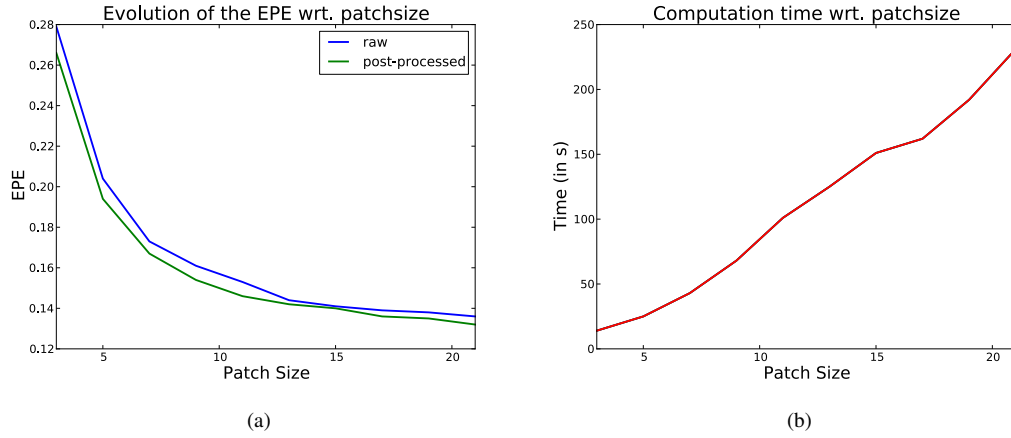 Evolution of the EPE wrt. patchsize
0.28
0.26
0.24
0.22
0.20
0.18
0.16
0.14
0.12
EPE
raw
post-processed
5
10
15
20
Patch Size
(a)
Computation time wrt. patchsize
250
200
150
100
50
0
Time (in s)
5
10
15
20
Patch Size
(b)